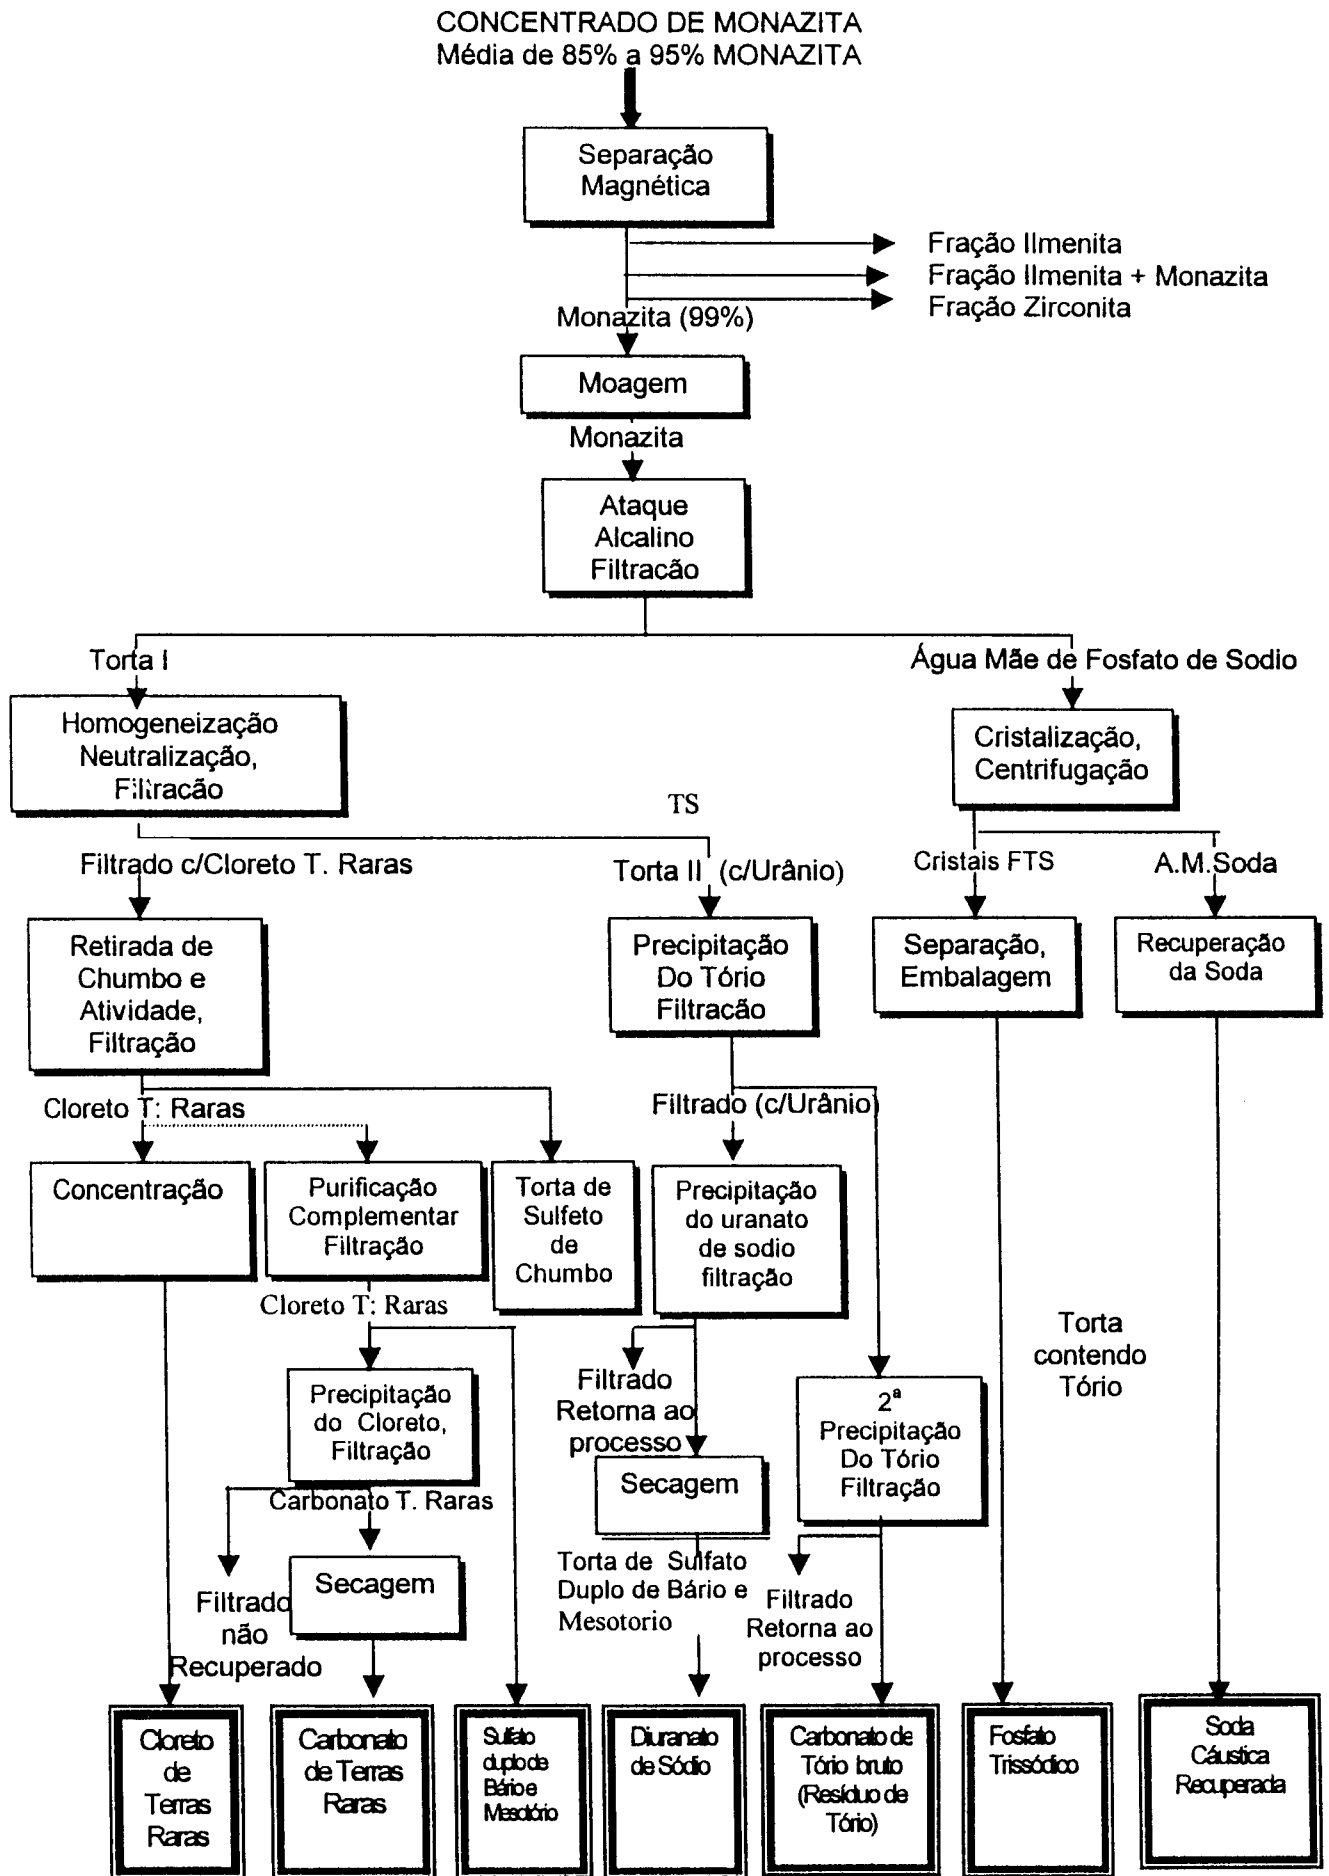 CONCENTRADO DE MONAZITA
Média de 85% a 95% MONAZITA
Separação
Magnética
Fração Ilmenita
Fração Ilmenita + Monazita
Fração Zirconita
Monazita (99%)
Moagem
Monazita
Ataque
Alcalino
Filtracão
Torta I
Água Mãe de Fosfato de Sodio
Homogeneização
Neutralização,
Filtracão
Cristalização,
Centrifugação
TS
Filtrado c/Cloreto T. Raras
Torta II (c/Urânio)
Cristais FTS
A.M.Soda
Retirada de
Chumbo e
Atividade,
Filtração
Precipitação
Do Tório
Filtracão
Separação,
Embalagem
Recuperação
da Soda
Cloreto T: Raras
Filtrado (c/Urânio)
Concentração
Purificação
Complementar
Filtração
Torta de
Sulfeto
de
Chumbo
Precipitação
do uranato
de sodio
filtração
Cloreto T: Raras
Torta
contendo
Tório
Precipitação
do Cloreto,
Filtração
Filtrado
Retorna ao
processo
2ª
Precipitação
Do Tório
Filtração
Carbonato T. Raras
Secagem
Secagem
Filtrado
não
Recuperado
Torta de Sulfato
Duplo de Bário e
Mesotorio
Filtrado
Retorna ao
processo
Cloreto
de
Terras
Raras
Carbonato
de Terras
Raras
Sulfato
duplo de
Bário e
Mesotório
Diuranato
de Sódio
Carbonato de
Tório bruto
(Resíduo de
Tório)
Fosfato
Trissódico
Soda
Cáustica
Recuperada